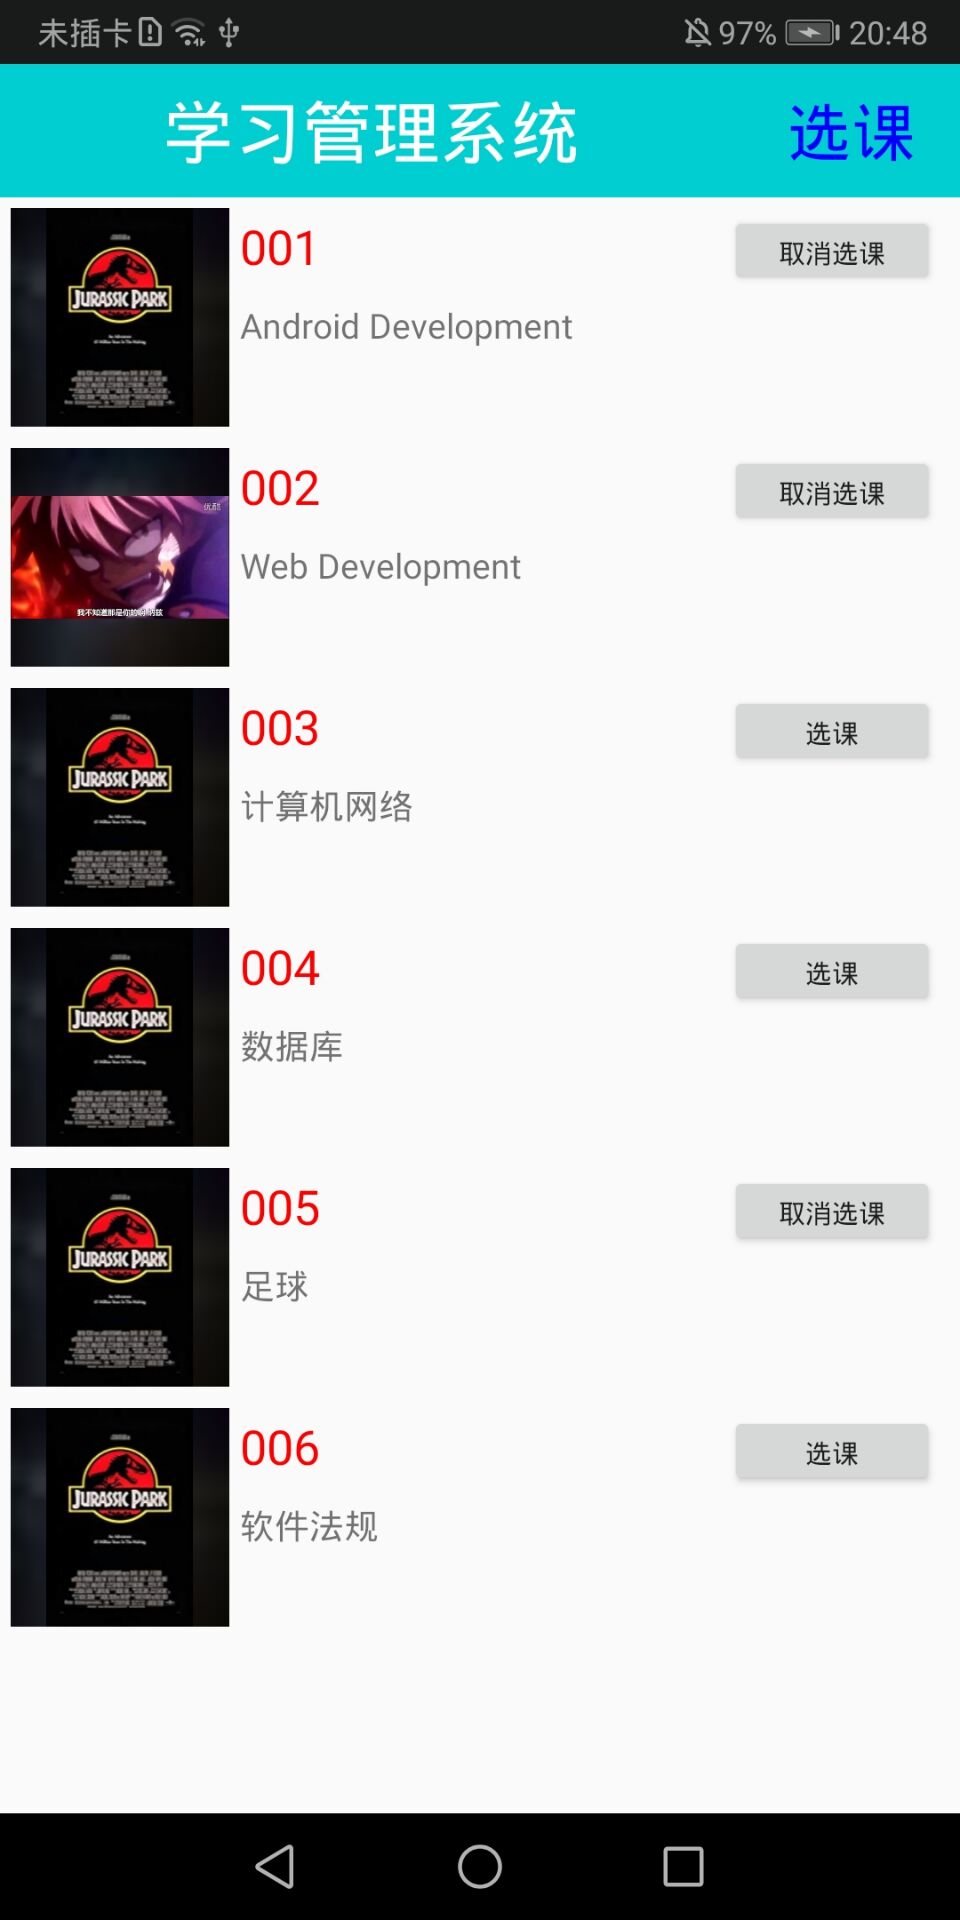 未插卡 97% 20:48
学习管理系统 选课
JURASSIC PARK
001 取消选课
Android Development
优酷
002 取消选课
Web Development
JURASSIC PARK
003 选课
计算机网络
JURASSIC PARK
004 选课
数据库
JURASSIC PARK
005 取消选课
足球
JURASSIC PARK
006 选课
软件法规